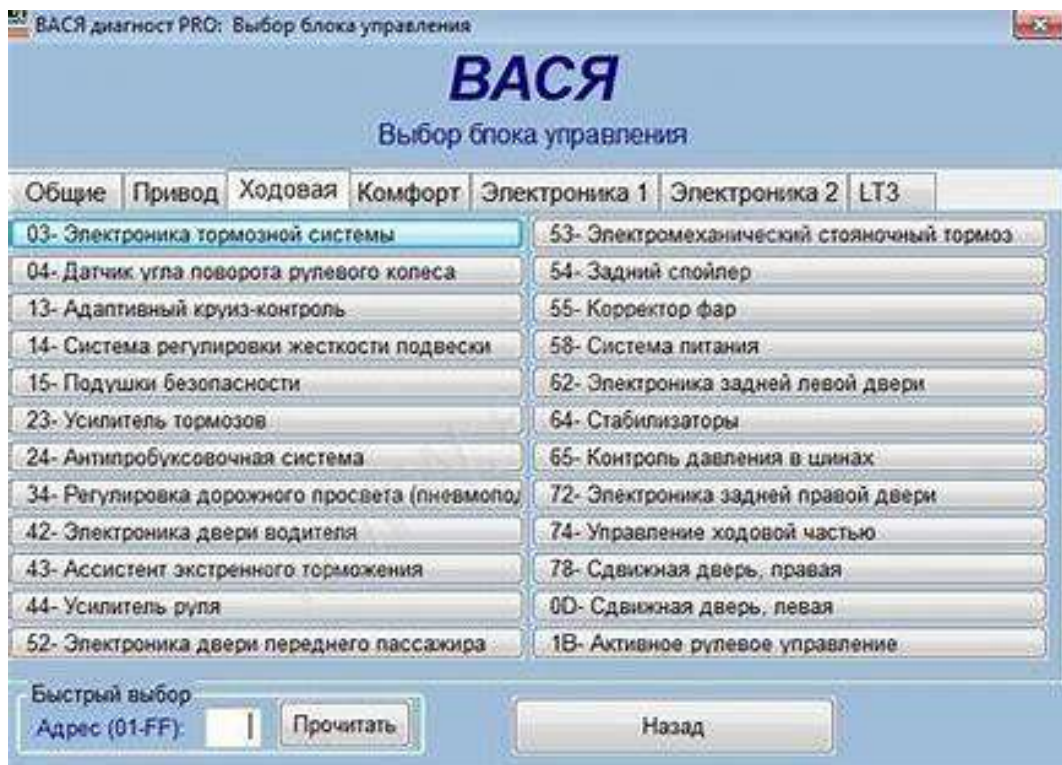 ВАСЯ диагност PRO: Выбор блока управления
ВАСЯ
Выбор блока управления
Общие Привод Ходовая Комфорт Электроника 1 Электроника 2 LT3
03- Электроника тормозной системы
04- Датчик угла поворота рулевого колеса
13- Адаптивный круиз-контроль
14- Система регулировки жесткости подвески
15- Подушки безопасности
23- Усилитель тормозов
24- Антипробуксовочная система
34- Регулировка дорожного просвета (пневмопод
42- Электроника двери водителя
43- Ассистент экстренного торможения
44- Усилитель руля
52- Электроника двери переднего пассажира
53- Электромеханический стояночный тормоз
54- Задний спойлер
55- Корректор фар
58- Система питания
62- Электроника задней левой двери
64- Стабилизаторы
65- Контроль давления в шинах
72- Электроника задней правой двери
74- Управление ходовой частью
78- Сдвижная дверь, правая
0D- Сдвижная дверь, левая
1B- Активное рулевое управление
Быстрый выбор
Адрес (01-FF): Прочитать
Назад